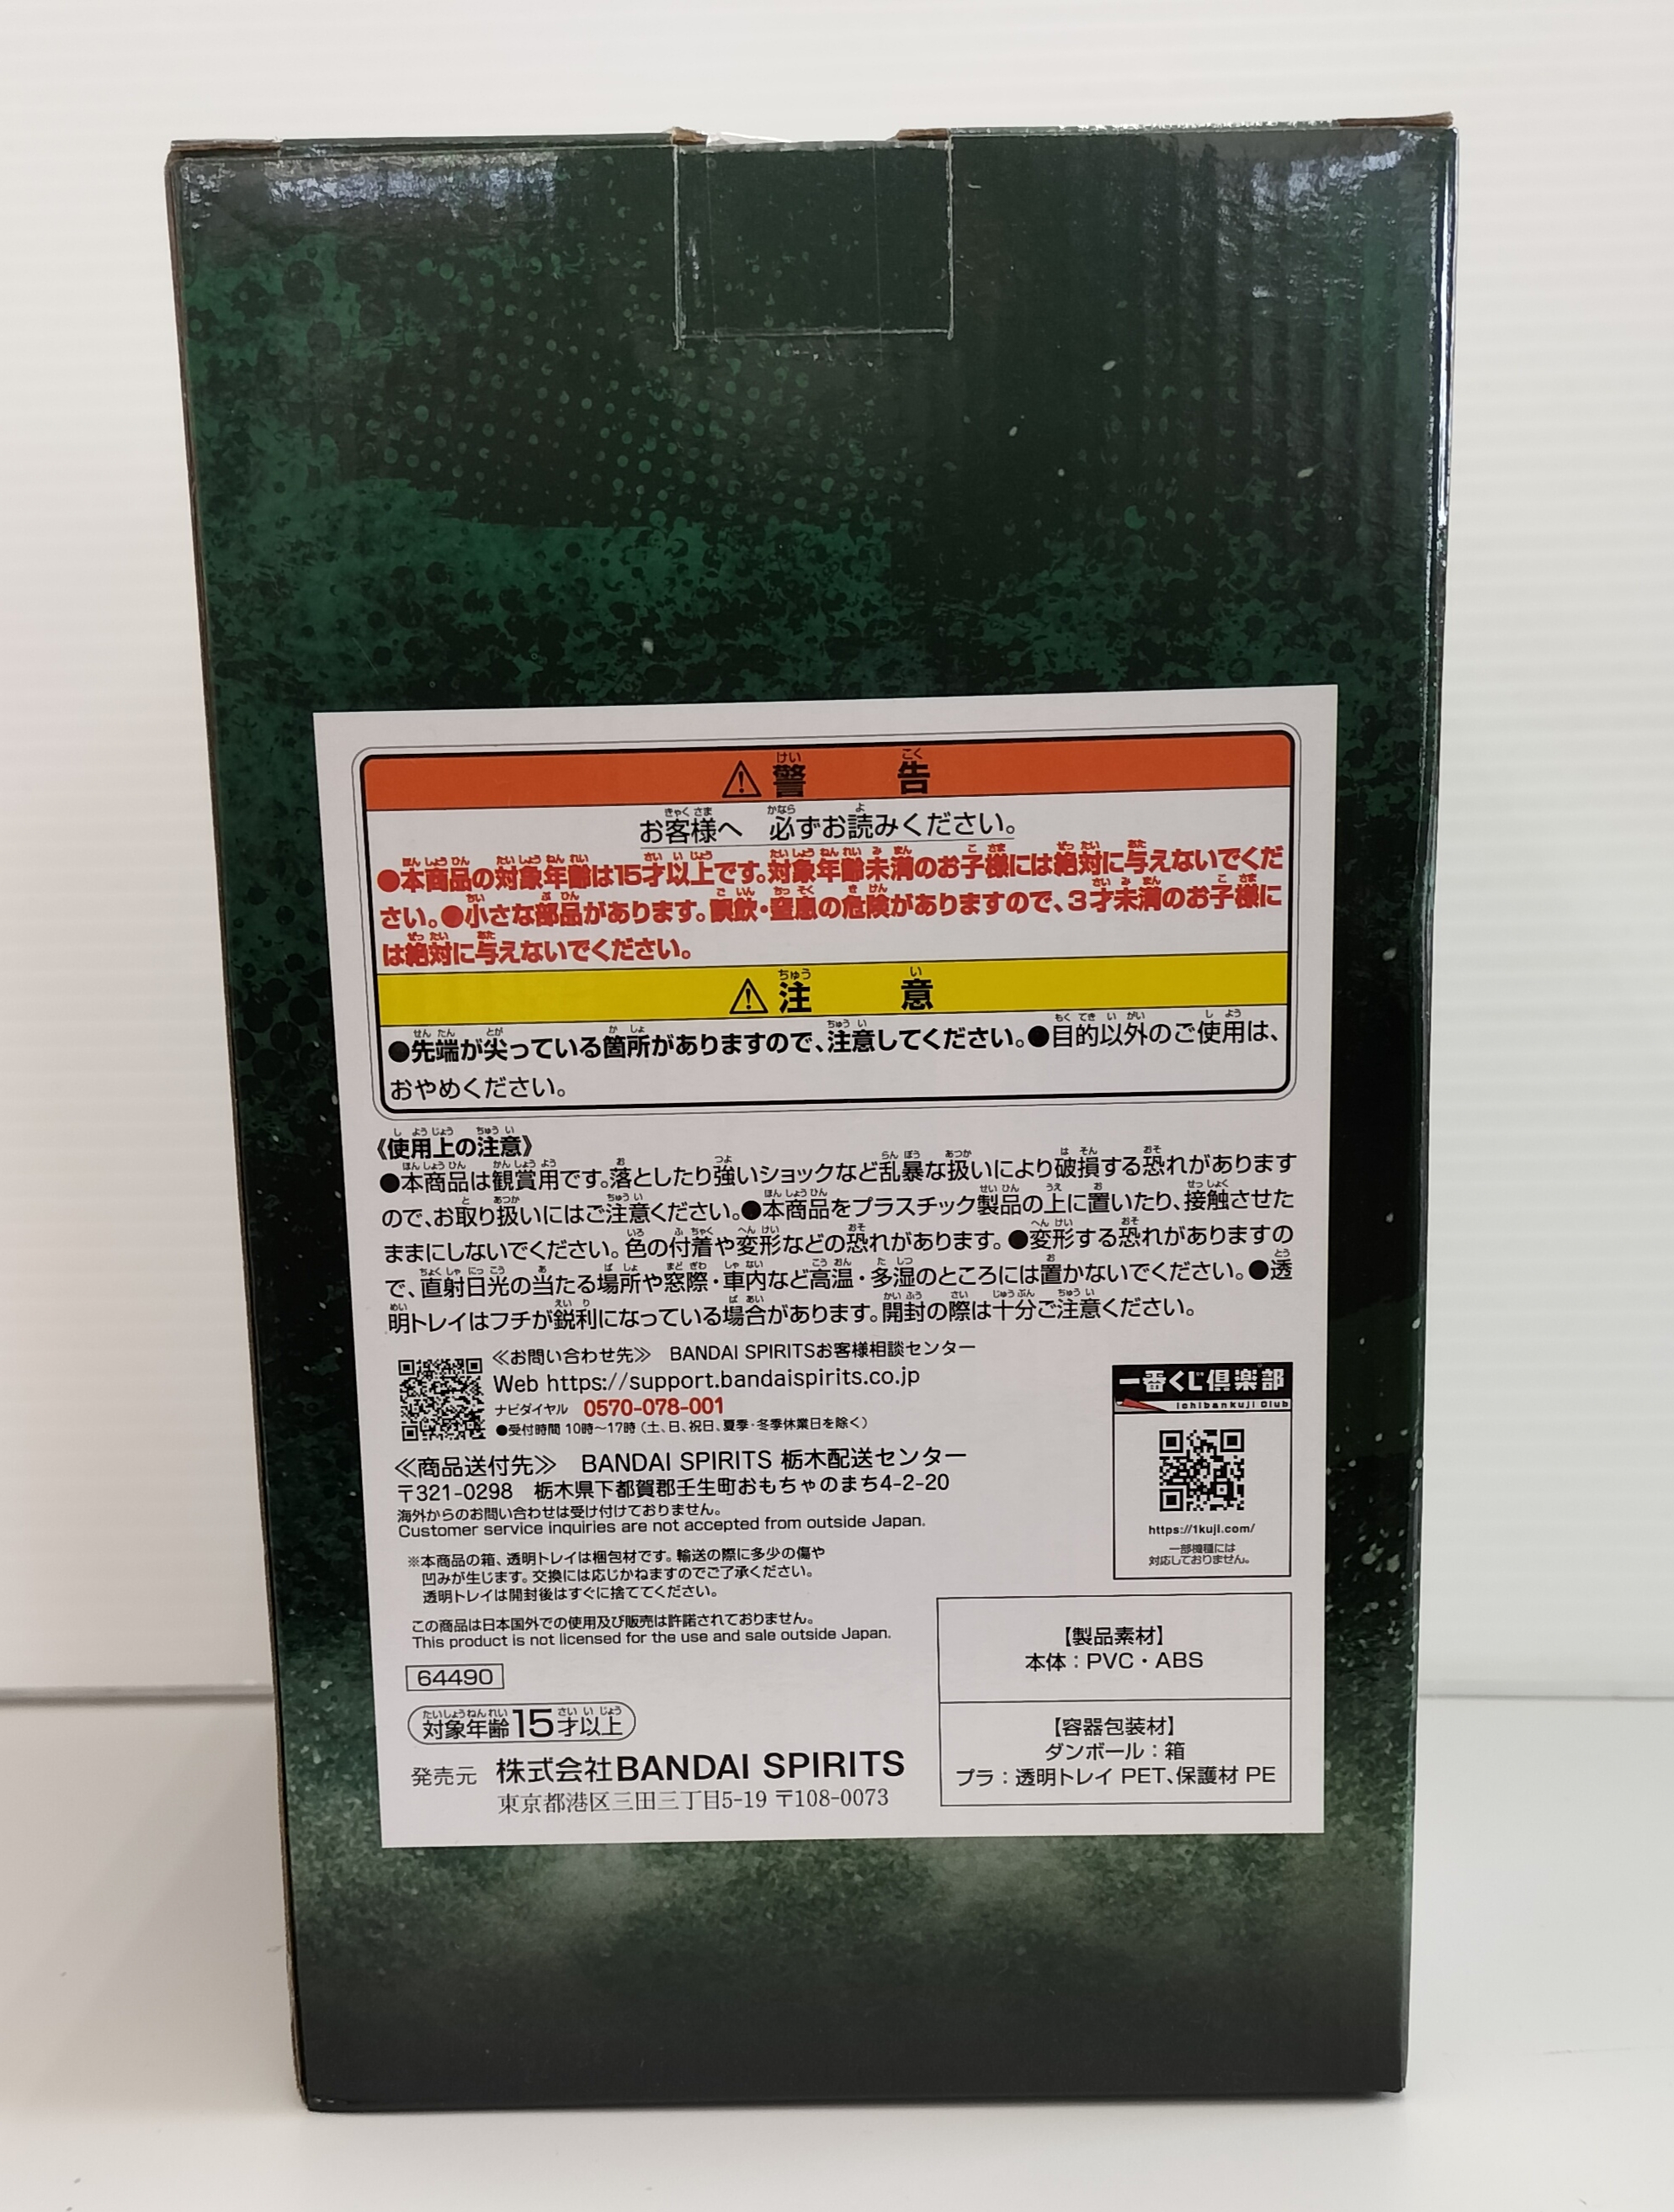 ⚠警告
お客様へ 必ずお読みください。
●本商品の対象年齢は15才以上です。対象年齢未満のお子様には絶対に与えないでくだ
さい。●小さな部品があります。誤飲・窒息の危険がありますので、3才未満のお子様に
は絶対に与えないでください。
⚠注意
●先端が尖っている箇所がありますので、注意してください。●目的以外のご使用は、
おやめください。
《使用上の注意》
●本商品は観賞用です。落としたり強いショックなど乱暴な扱いにより破損する恐れがあります
ので、お取り扱いにはご注意ください。●本商品をプラスチック製品の上に置いたり、接触させた
ままにしないでください。色の付着や変形などの恐れがあります。●変形する恐れがありますの
で、直射日光の当たる場所や窓際・車内など高温・多湿のところには置かないでください。●透
明トレイはフチが鋭利になっている場合があります。開封の際は十分ご注意ください。
≪お問い合わせ先≫ BANDAI SPIRITSお客様相談センター
Web https://support.bandaispirits.co.jp
ナビダイヤル 0570-078-001
●受付時間 10時～17時(土、日、祝日、夏季・冬季休業日を除く)
≪商品送付先≫ BANDAI SPIRITS 栃木配送センター
〒321-0298 栃木県下都賀郡壬生町おもちゃのまち4-2-20
海外からのお問い合わせは受け付けておりません。
Customer service inquiries are not accepted from outside Japan.
※本商品の箱、透明トレイは梱包材です。輸送の際に多少の傷や
凹みが生じます。交換には応じかねますのでご了承ください。
透明トレイは開封後はすぐに捨ててください。
この商品は日本国外での使用及び販売は許諾されておりません。
This product is not licensed for the use and sale outside Japan.
64490
対象年齢15才以上
発売元 株式会社BANDAI SPIRITS
東京都港区三田三丁目5-19 〒108-0073
一番くじ倶楽部
Ichibankuji Club
https://1kuji.com/
一部機種には
対応しておりません。
【製品素材】
本体：PVC・ABS
【容器包装材】
ダンボール：箱
プラ：透明トレイ PET、保護材 PE